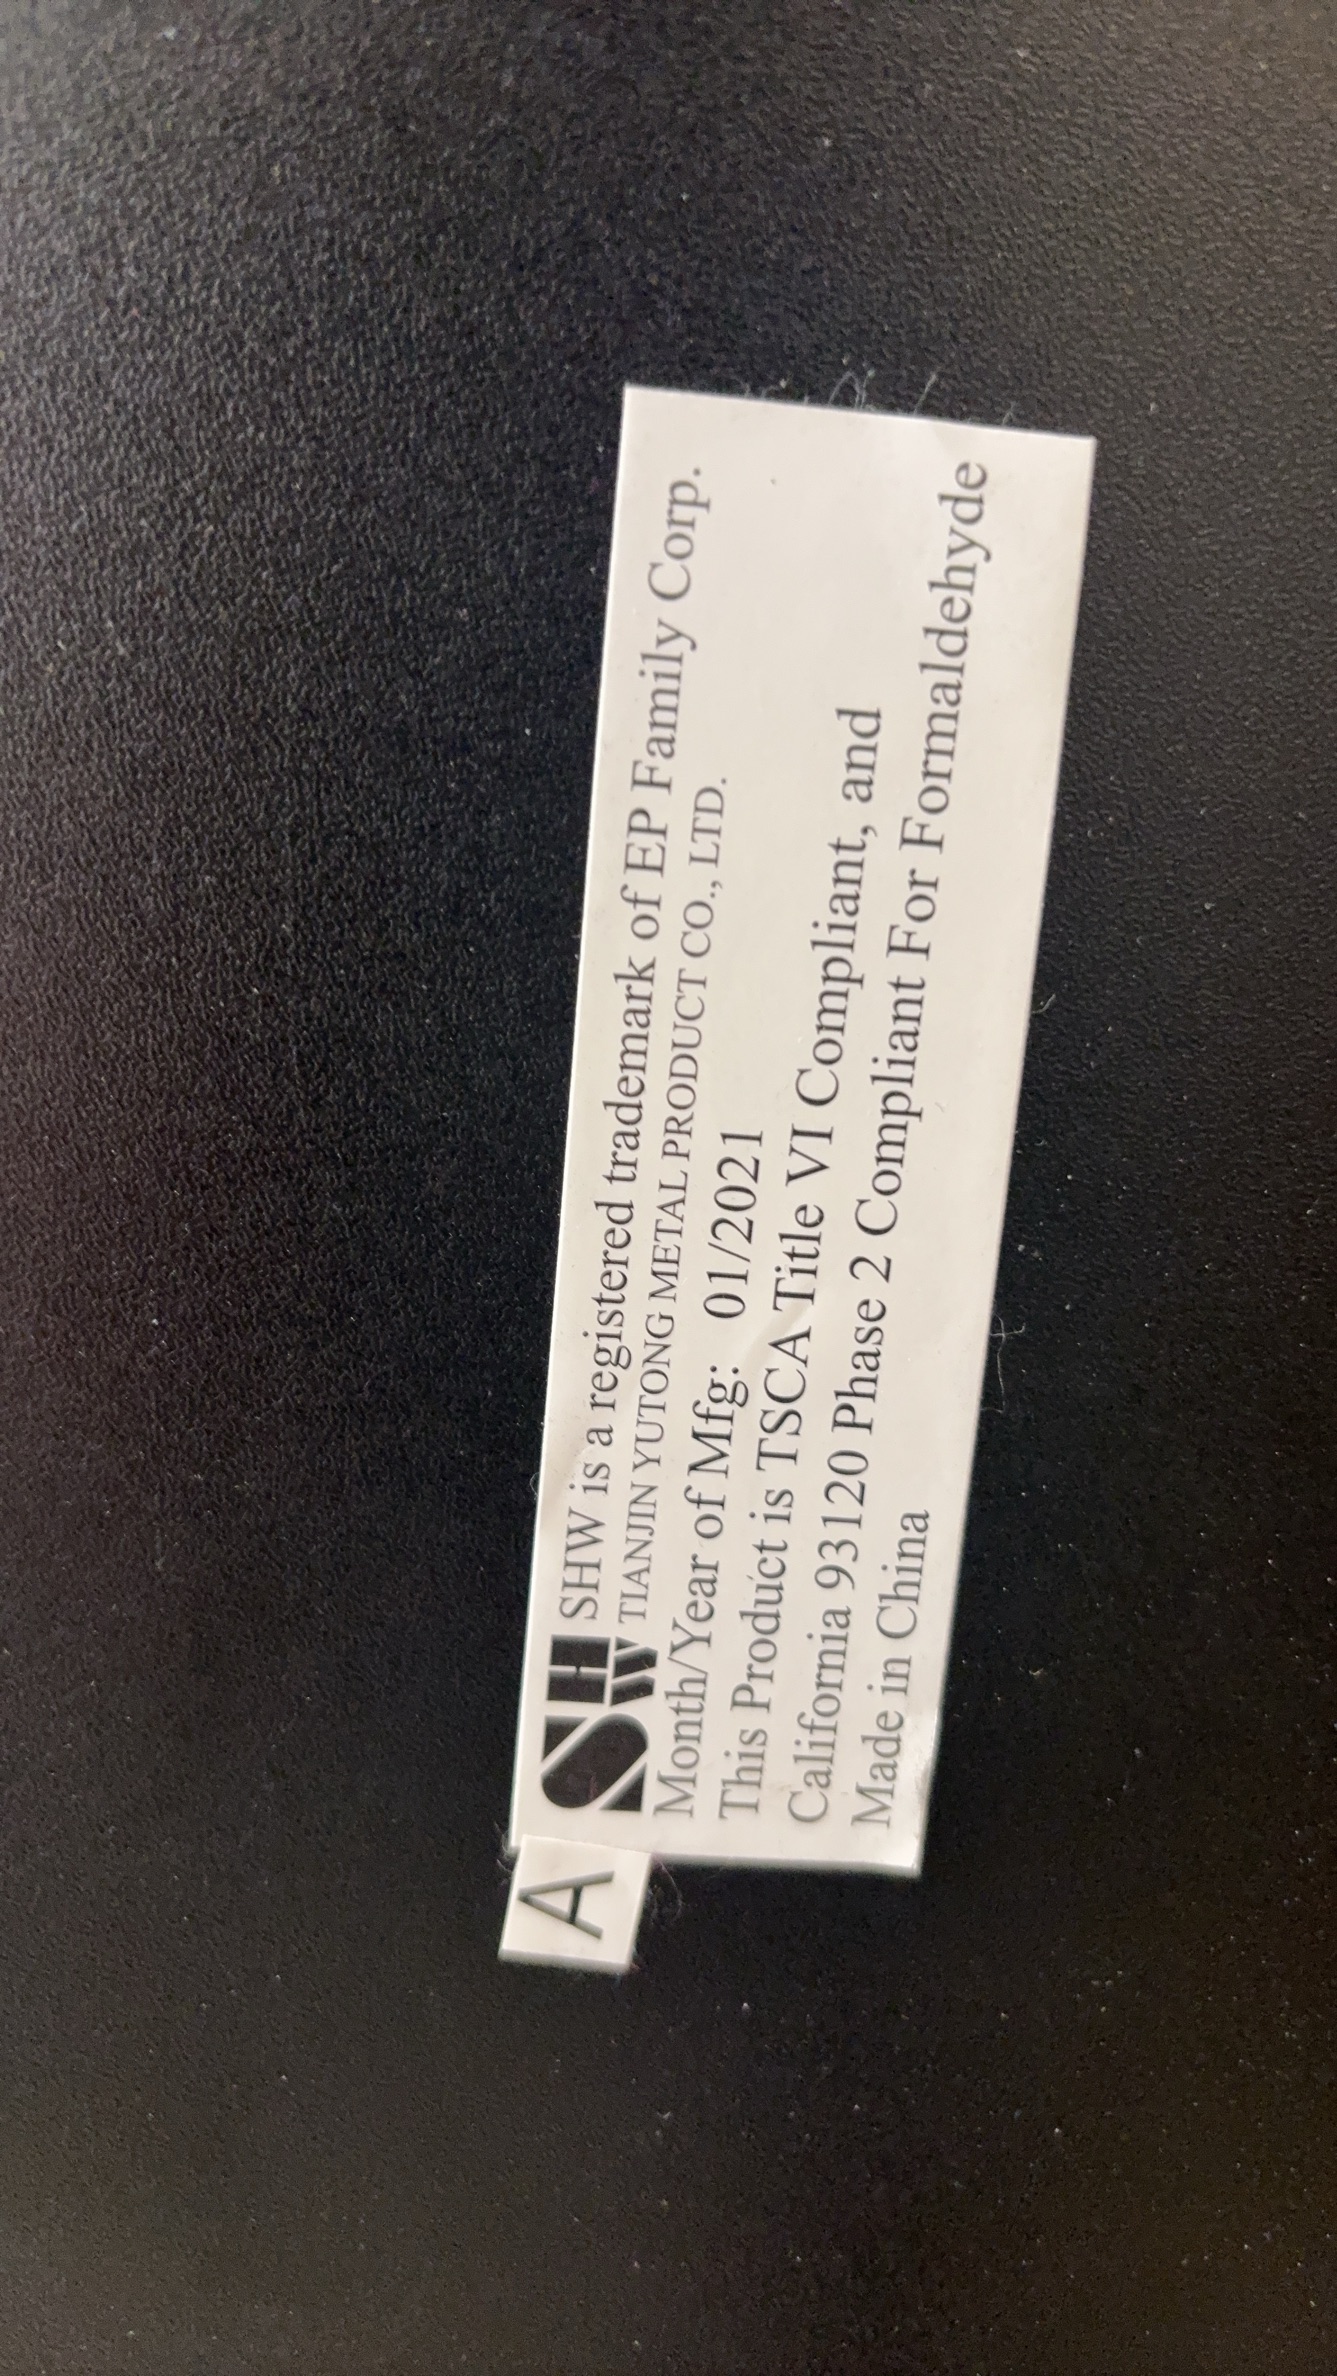 A
SHW
SHW is a registered trademark of EP Family Corp.
TIANJIN YUTONG METAL PRODUCT CO., LTD.
Month/Year of Mfg: 01/2021
This Product is TSCA Title VI Compliant, and
California 93120 Phase 2 Compliant For Formaldehyde
Made in China